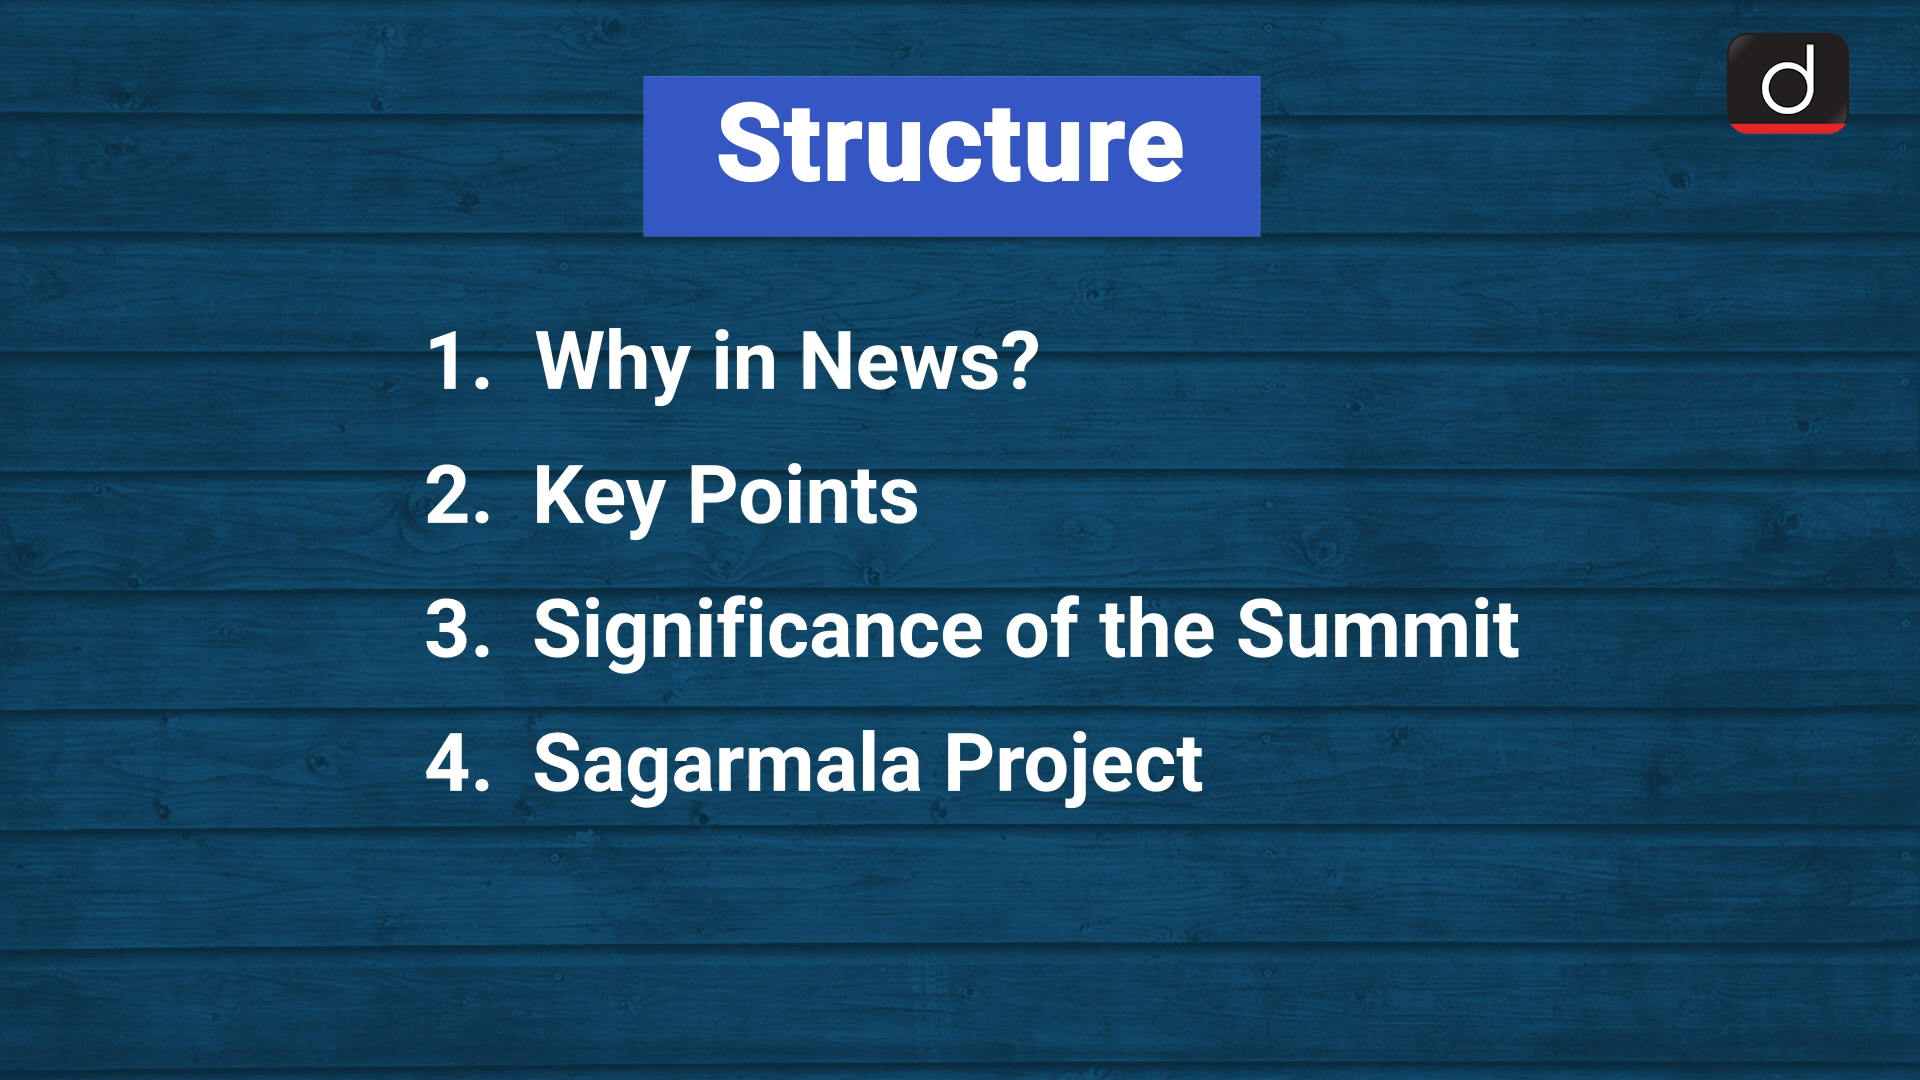 d
Structure
1. Why in News?
2. Key Points
3. Significance of the Summit
4. Sagarmala Project